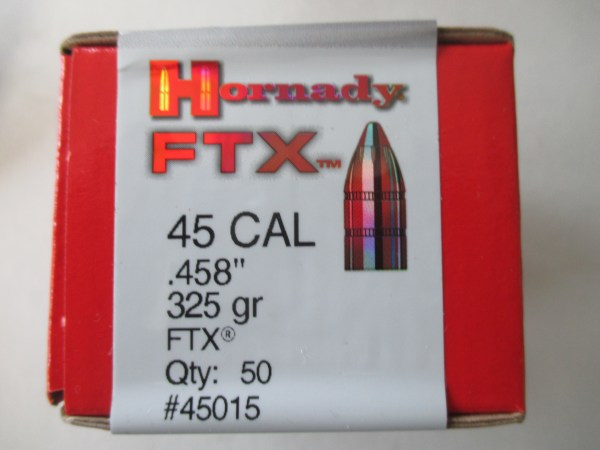 Hornady
FTX™
45 CAL
.458"
325 gr
FTX®
Qty: 50
#45015